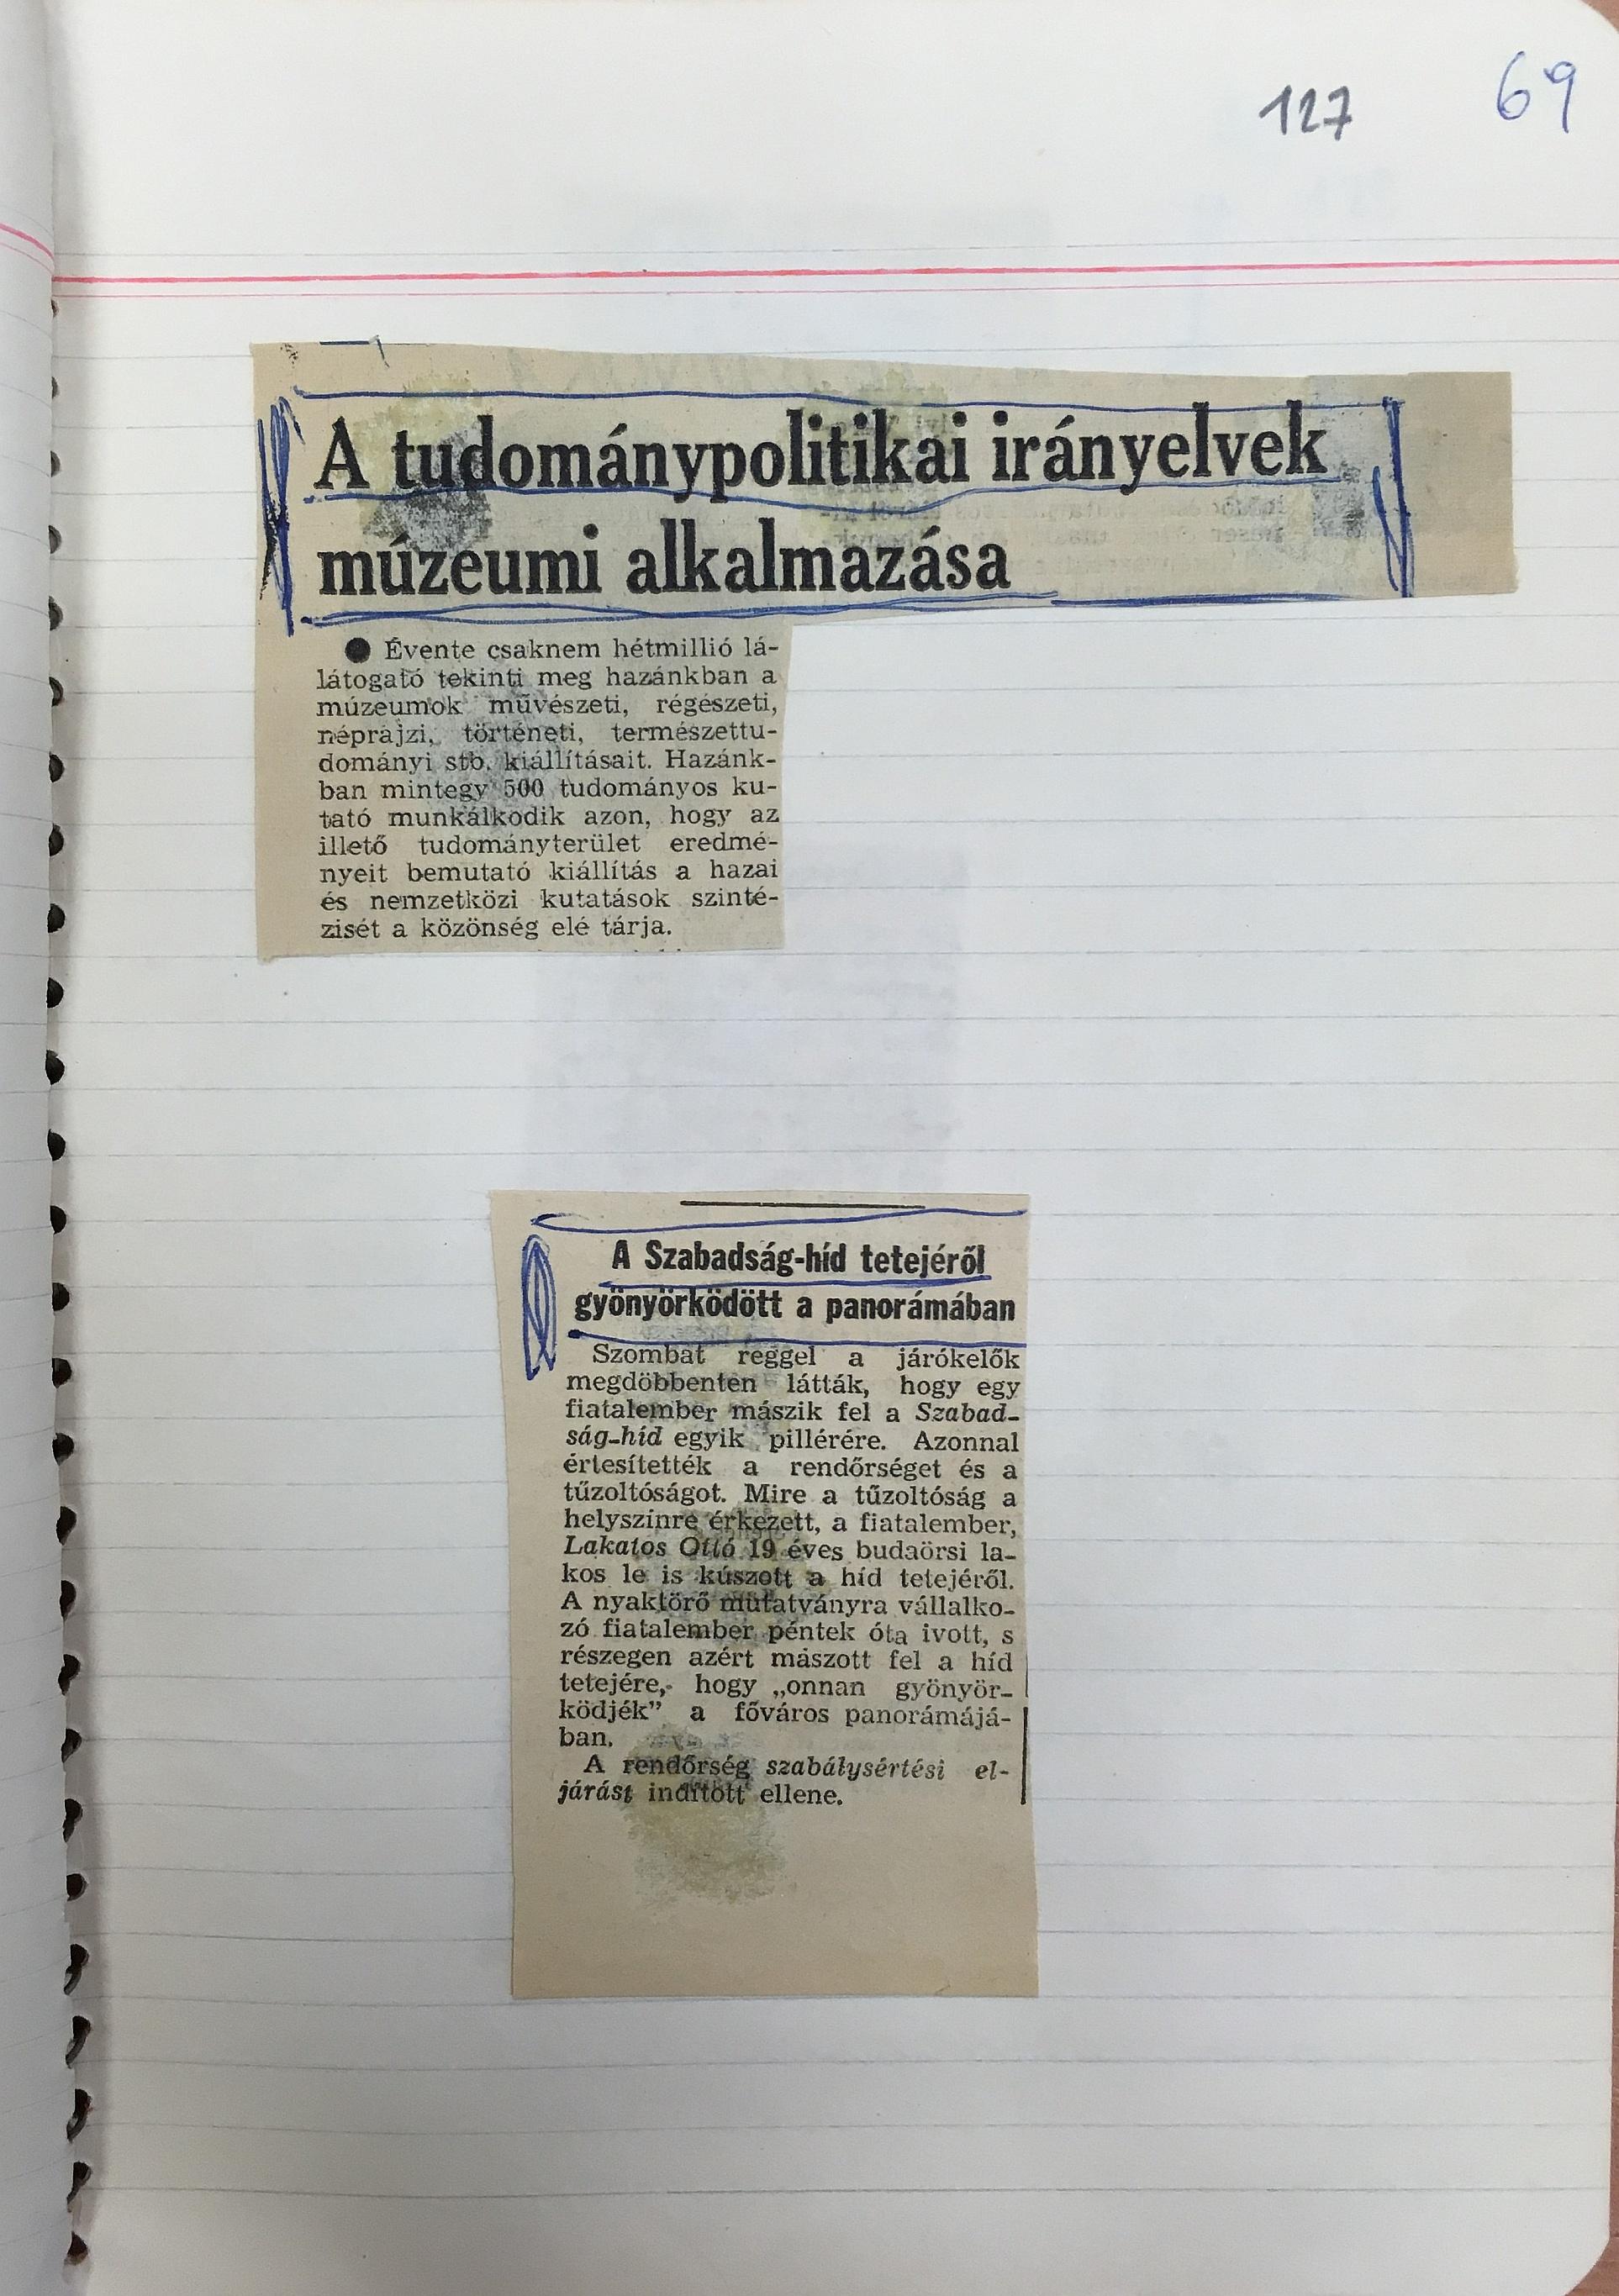 127
69
A tudománypolitikai irányelvek
múzeumi alkalmazása
● Évente csaknem hétmillió lá-
látogató tekinti meg hazánkban a
múzeumok művészeti, régészeti,
néprajzi, történeti, természettu-
dományi stb. kiállításait. Hazánk-
ban mintegy 500 tudományos ku-
tató munkálkodik azon, hogy az
illető tudományterület eredmé-
nyeit bemutató kiállítás a hazai
és nemzetközi kutatások szinté-
zisét a közönség elé tárja.
A Szabadság-híd tetejéről
gyönyörködött a panorámában
Szombat reggel a járókelők
megdöbbenten látták, hogy egy
fiatalember mászik fel a Szabad-
ság-híd egyik pillérére. Azonnal
értesítették a rendőrséget és a
tűzoltóságot. Mire a tűzoltóság a
helyszínre érkezett, a fiatalember,
Lakatos Ottó 19 éves budaörsi la-
kos le is kúszott a híd tetejéről.
A nyaktörő mutatványra vállalko-
zó fiatalember péntek óta ivott, s
részegen azért mászott fel a híd
tetejére, hogy „onnan gyönyör-
ködjék” a főváros panorámájá-
ban.
A rendőrség szabálysértési el-
járást indított ellene.